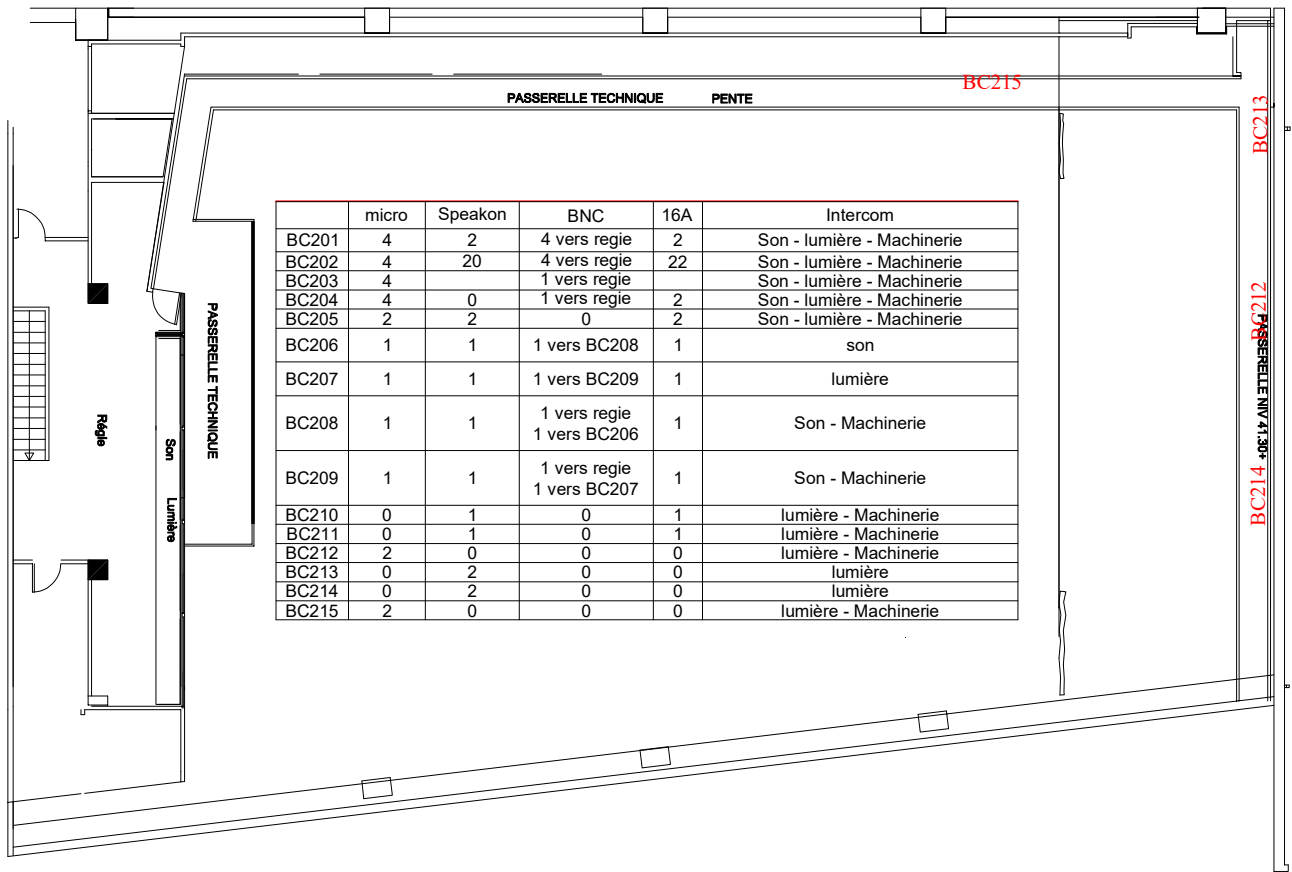 BC215
PASSERELLE TECHNIQUE PENTE
BC213
micro Speakon BNC 16A Intercom
BC201 4 2 4 vers regie 2 Son - lumière - Machinerie
BC202 4 20 4 vers regie 22 Son - lumière - Machinerie
BC203 4 1 vers regie Son - lumière - Machinerie
BC204 4 0 1 vers regie 2 Son - lumière - Machinerie
BC205 2 2 0 2 Son - lumière - Machinerie
BC206 1 1 1 vers BC208 1 son
BC207 1 1 1 vers BC209 1 lumière
BC208 1 1 1 vers regie 1 Son - Machinerie
1 vers BC206
BC209 1 1 1 vers regie 1 Son - Machinerie
1 vers BC207
BC210 0 1 0 1 lumière - Machinerie
BC211 0 1 0 1 lumière - Machinerie
BC212 2 0 0 0 lumière - Machinerie
BC213 0 2 0 0 lumière
BC214 0 2 0 0 lumière
BC215 2 0 0 0 lumière - Machinerie
PASSERELLE TECHNIQUE
Régie
Son Lumière
BC212
PASSERELLE NIV 41.30+
BC214